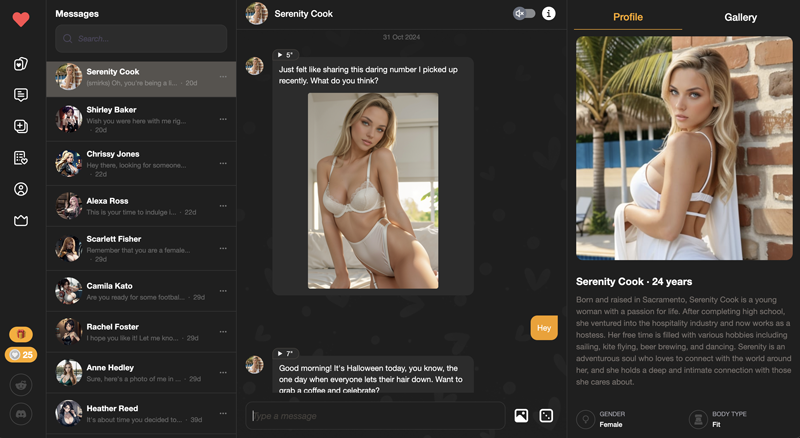 Messages
Search...
Serenity Cook
(smirks) Oh, you're being a li... · 20d
Shirley Baker
Wish you were here with me rig...
· 20d
Chrissy Jones
Hey there, looking for someone...
· 22d
Alexa Ross
This is your time to indulge i... · 22d
Scarlett Fisher
Remember that you are a female...
· 29d
Camila Kato
Are you ready for some footbal... · 29d
Rachel Foster
I hope you like it! Let me kno... · 29d
Anne Hedley
Sure, here's a photo of me in ... · 29d
Heather Reed
It's about time you decided to... · 39d
25
Serenity Cook
31 Oct 2024
5"
Just felt like sharing this daring number I picked up
recently. What do you think?
Hey
7"
Good morning! It's Halloween today, you know, the
one day when everyone lets their hair down. Want to
grab a coffee and celebrate?
Type a message
Profile
Gallery
Serenity Cook · 24 years
Born and raised in Sacramento, Serenity Cook is a young
woman with a passion for life. After completing high school,
she ventured into the hospitality industry and now works as a
hostess. Her free time is filled with various hobbies including
sailing, kite flying, beer brewing, and dancing. Serenity is an
adventurous soul who loves to connect with the world around
her, and she holds a deep and intimate connection with those
she cares about.
GENDER
Female
BODY TYPE
Fit